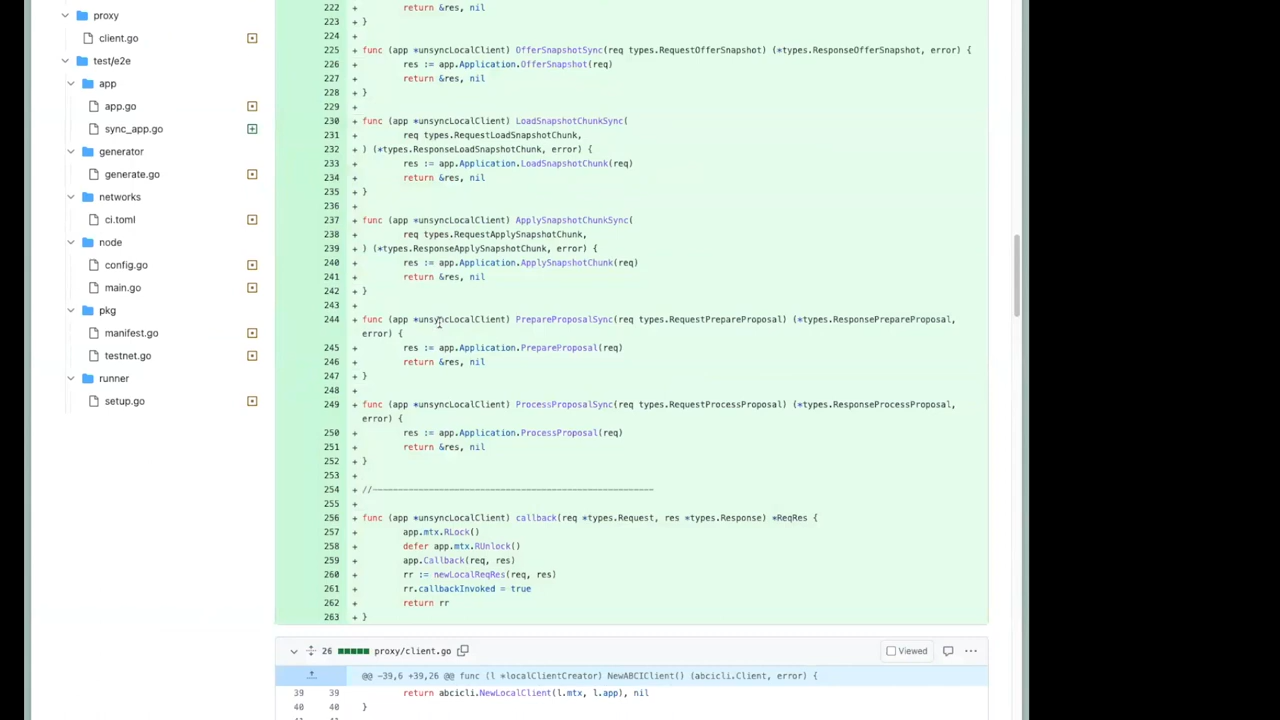 proxy
client.go
test/e2e
app
app.go
sync_app.go
generator
generate.go
networks
ci.toml
node
config.go
main.go
pkg
manifest.go
testnet.go
runner
setup.go
222 + return &res, nil
223 + }
224 +
225 + func (app *unsyncLocalClient) OfferSnapshotSync(req types.RequestOfferSnapshot) (*types.ResponseOfferSnapshot, error) {
226 + res := app.Application.OfferSnapshot(req)
227 + return &res, nil
228 + }
229 +
230 + func (app *unsyncLocalClient) LoadSnapshotChunkSync(
231 + req types.RequestLoadSnapshotChunk,
232 + ) (*types.ResponseLoadSnapshotChunk, error) {
233 + res := app.Application.LoadSnapshotChunk(req)
234 + return &res, nil
235 + }
236 +
237 + func (app *unsyncLocalClient) ApplySnapshotChunkSync(
238 + req types.RequestApplySnapshotChunk,
239 + ) (*types.ResponseApplySnapshotChunk, error) {
240 + res := app.Application.ApplySnapshotChunk(req)
241 + return &res, nil
242 + }
243 +
244 + func (app *unsyncLocalClient) PrepareProposalSync(req types.RequestPrepareProposal) (*types.ResponsePrepareProposal,
error) {
245 + res := app.Application.PrepareProposal(req)
246 + return &res, nil
247 + }
248 +
249 + func (app *unsyncLocalClient) ProcessProposalSync(req types.RequestProcessProposal) (*types.ResponseProcessProposal,
error) {
250 + res := app.Application.ProcessProposal(req)
251 + return &res, nil
252 + }
253 +
254 + //-------------------------------------------------------
255 +
256 + func (app *unsyncLocalClient) callback(req *types.Request, res *types.Response) *ReqRes {
257 + app.mtx.RLock()
258 + defer app.mtx.RUnlock()
259 + app.Callback(req, res)
260 + rr := newLocalReqRes(req, res)
261 + rr.callbackInvoked = true
262 + return rr
263 + }
26 proxy/client.go Viewed
@@ -39,6 +39,26 @@ func (l *localClientCreator) NewABCIClient() (abcicli.Client, error) {
39 39 return abcicli.NewLocalClient(l.mtx, l.app), nil
40 40 }